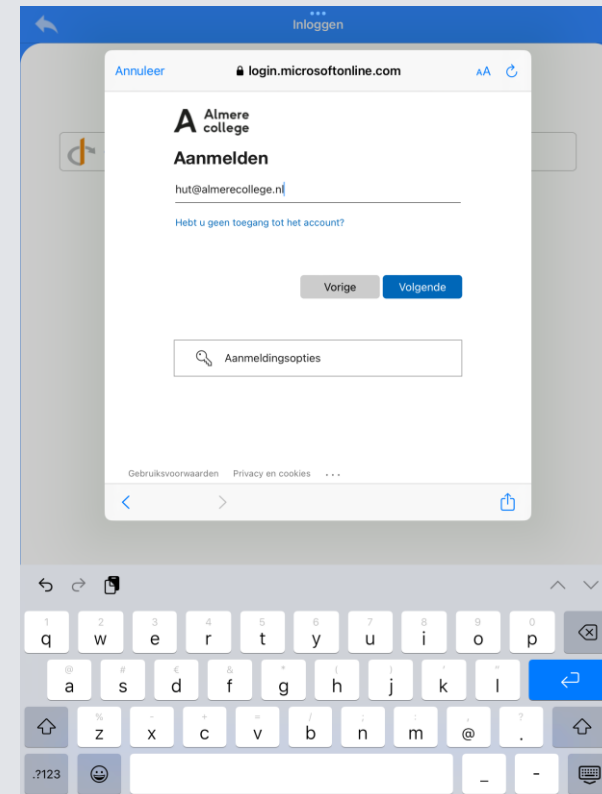 Inloggen
Annuleer login.microsoftonline.com AA
Almere
college
Aanmelden
hut@almerecollege.nl
Hebt u geen toegang tot het account?
Vorige Volgende
Aanmeldingsopties
Gebruiksvoorwaarden Privacy en cookies ...
1 2 3 4 5 6 7 8 9 0
q w e r t y u i o p
@ # € & * ( ) ' "
a s d f g h j k l
% - + = / ; : , ?
z x c v b n m @ .
.?123 _ -